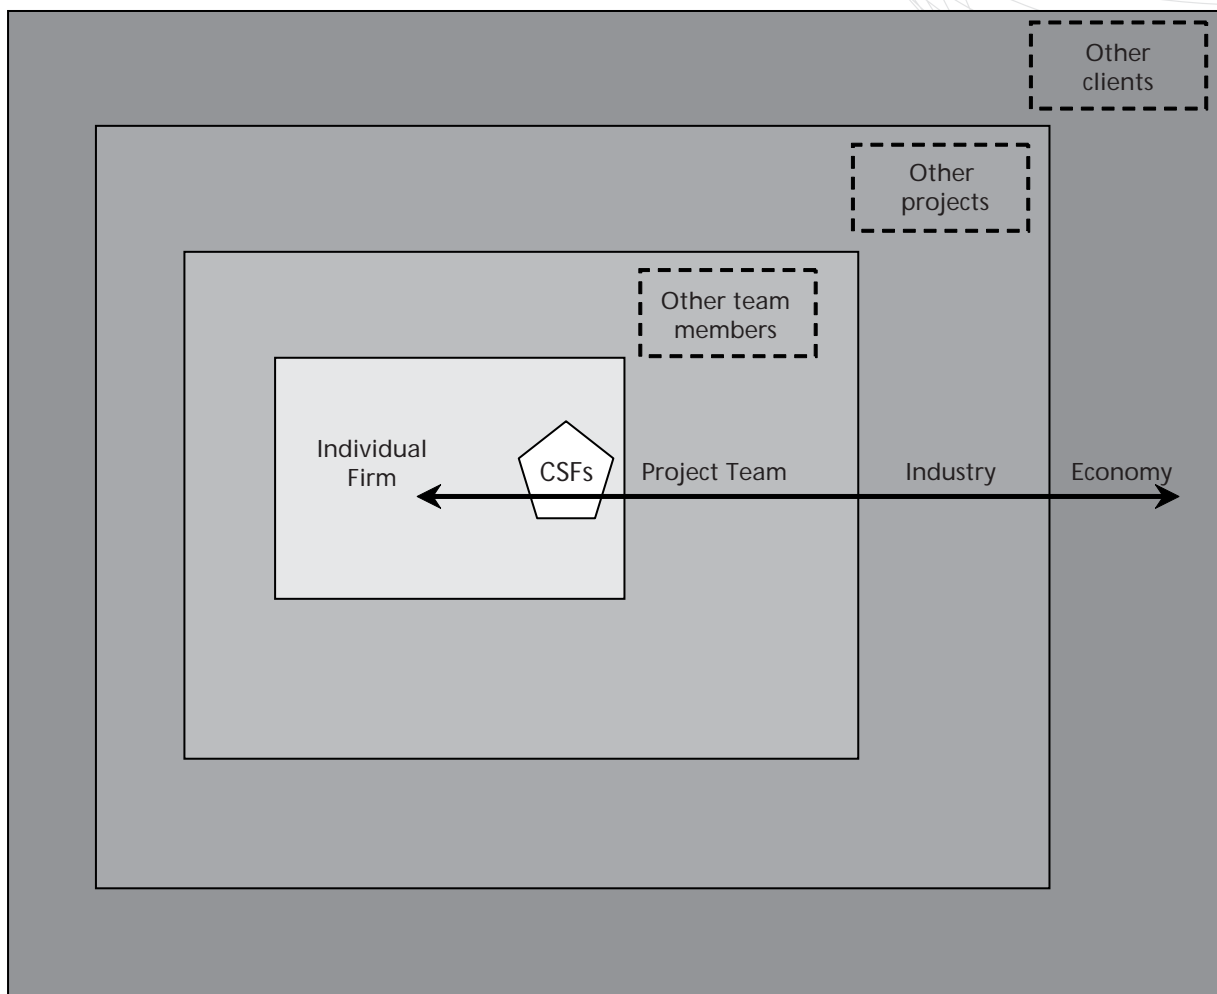 Other
clients
Other
projects
Other team
members
Individual
Firm
CSFs
Project Team
Industry
Economy